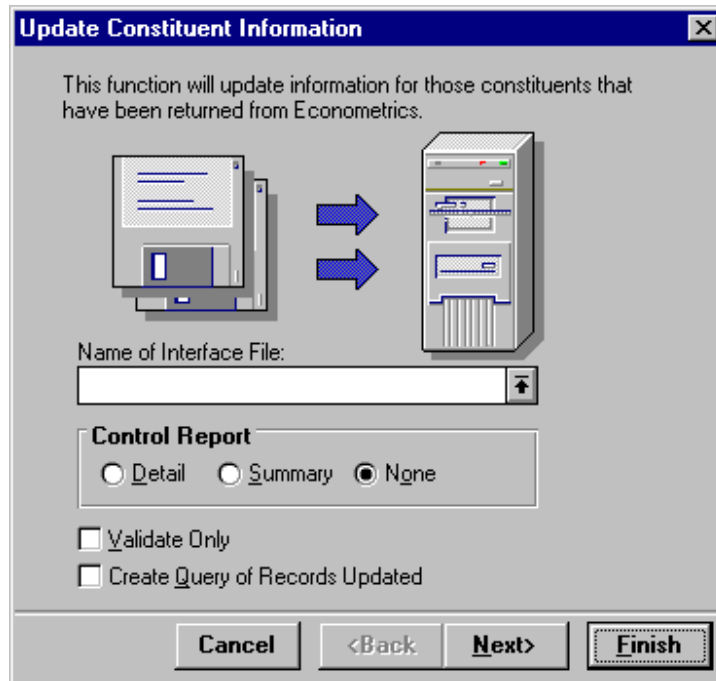 Update Constituent Information
This function will update information for those constituents that
have been returned from Econometrics.
Name of Interface File:
Control Report
Detail Summary None
Validate Only
Create Query of Records Updated
Cancel <Back Next> Finish